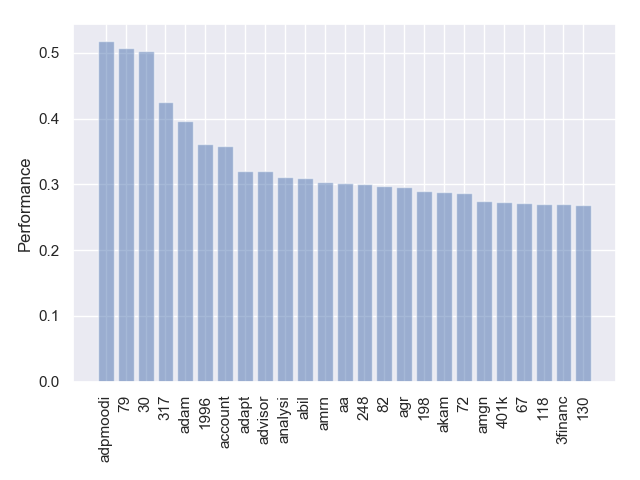 0.5
0.4
0.3
0.2
0.1
0.0
Performance
adpmoodi
79
30
317
adam
1996
account
adapt
advisor
analysi
abil
amrn
aa
248
82
agr
198
akam
72
amgn
401k
67
118
3financ
130